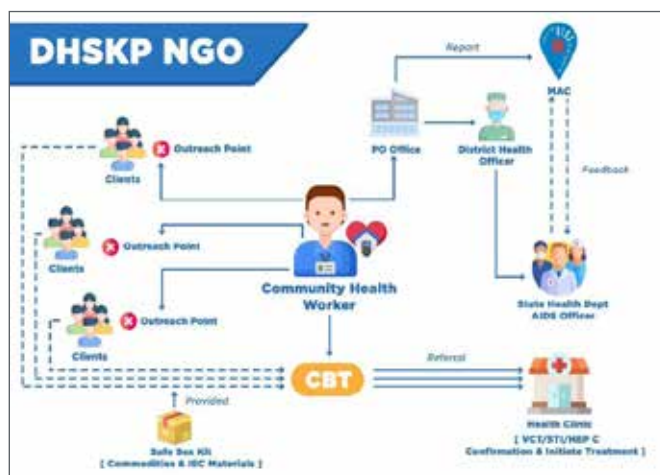 DHSKP NGO
Report
MAC
PO Office
District Health
Officer
Feedback
Clients
Outreach Point
Clients
Outreach Point
Clients
Outreach Point
Community Health
Worker
State Health Dept
AIDS Officer
CBT
Referral
Provided
Safe Sex Kit
[ Commodities & IEC Materials ]
Health Clinic
[ VCT/STI/HEP C
Confirmation & Initiate Treatment ]